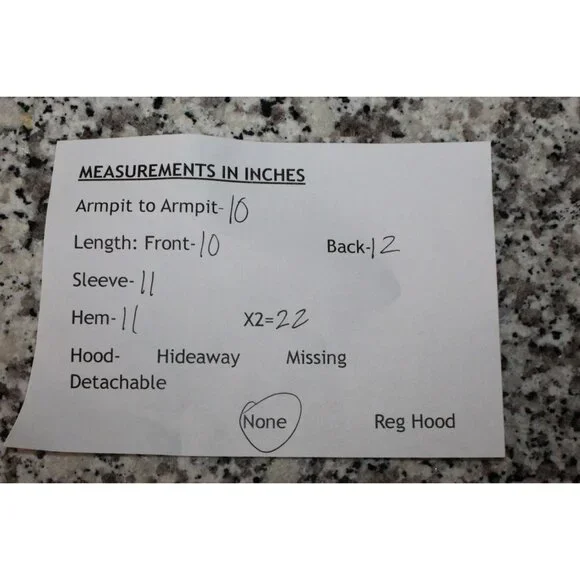 MEASUREMENTS IN INCHES
Armpit to Armpit- 10
Length: Front- 10 Back- 12
Sleeve- 11
Hem- 11 X2= 22
Hood- Hideaway Missing
Detachable
None Reg Hood